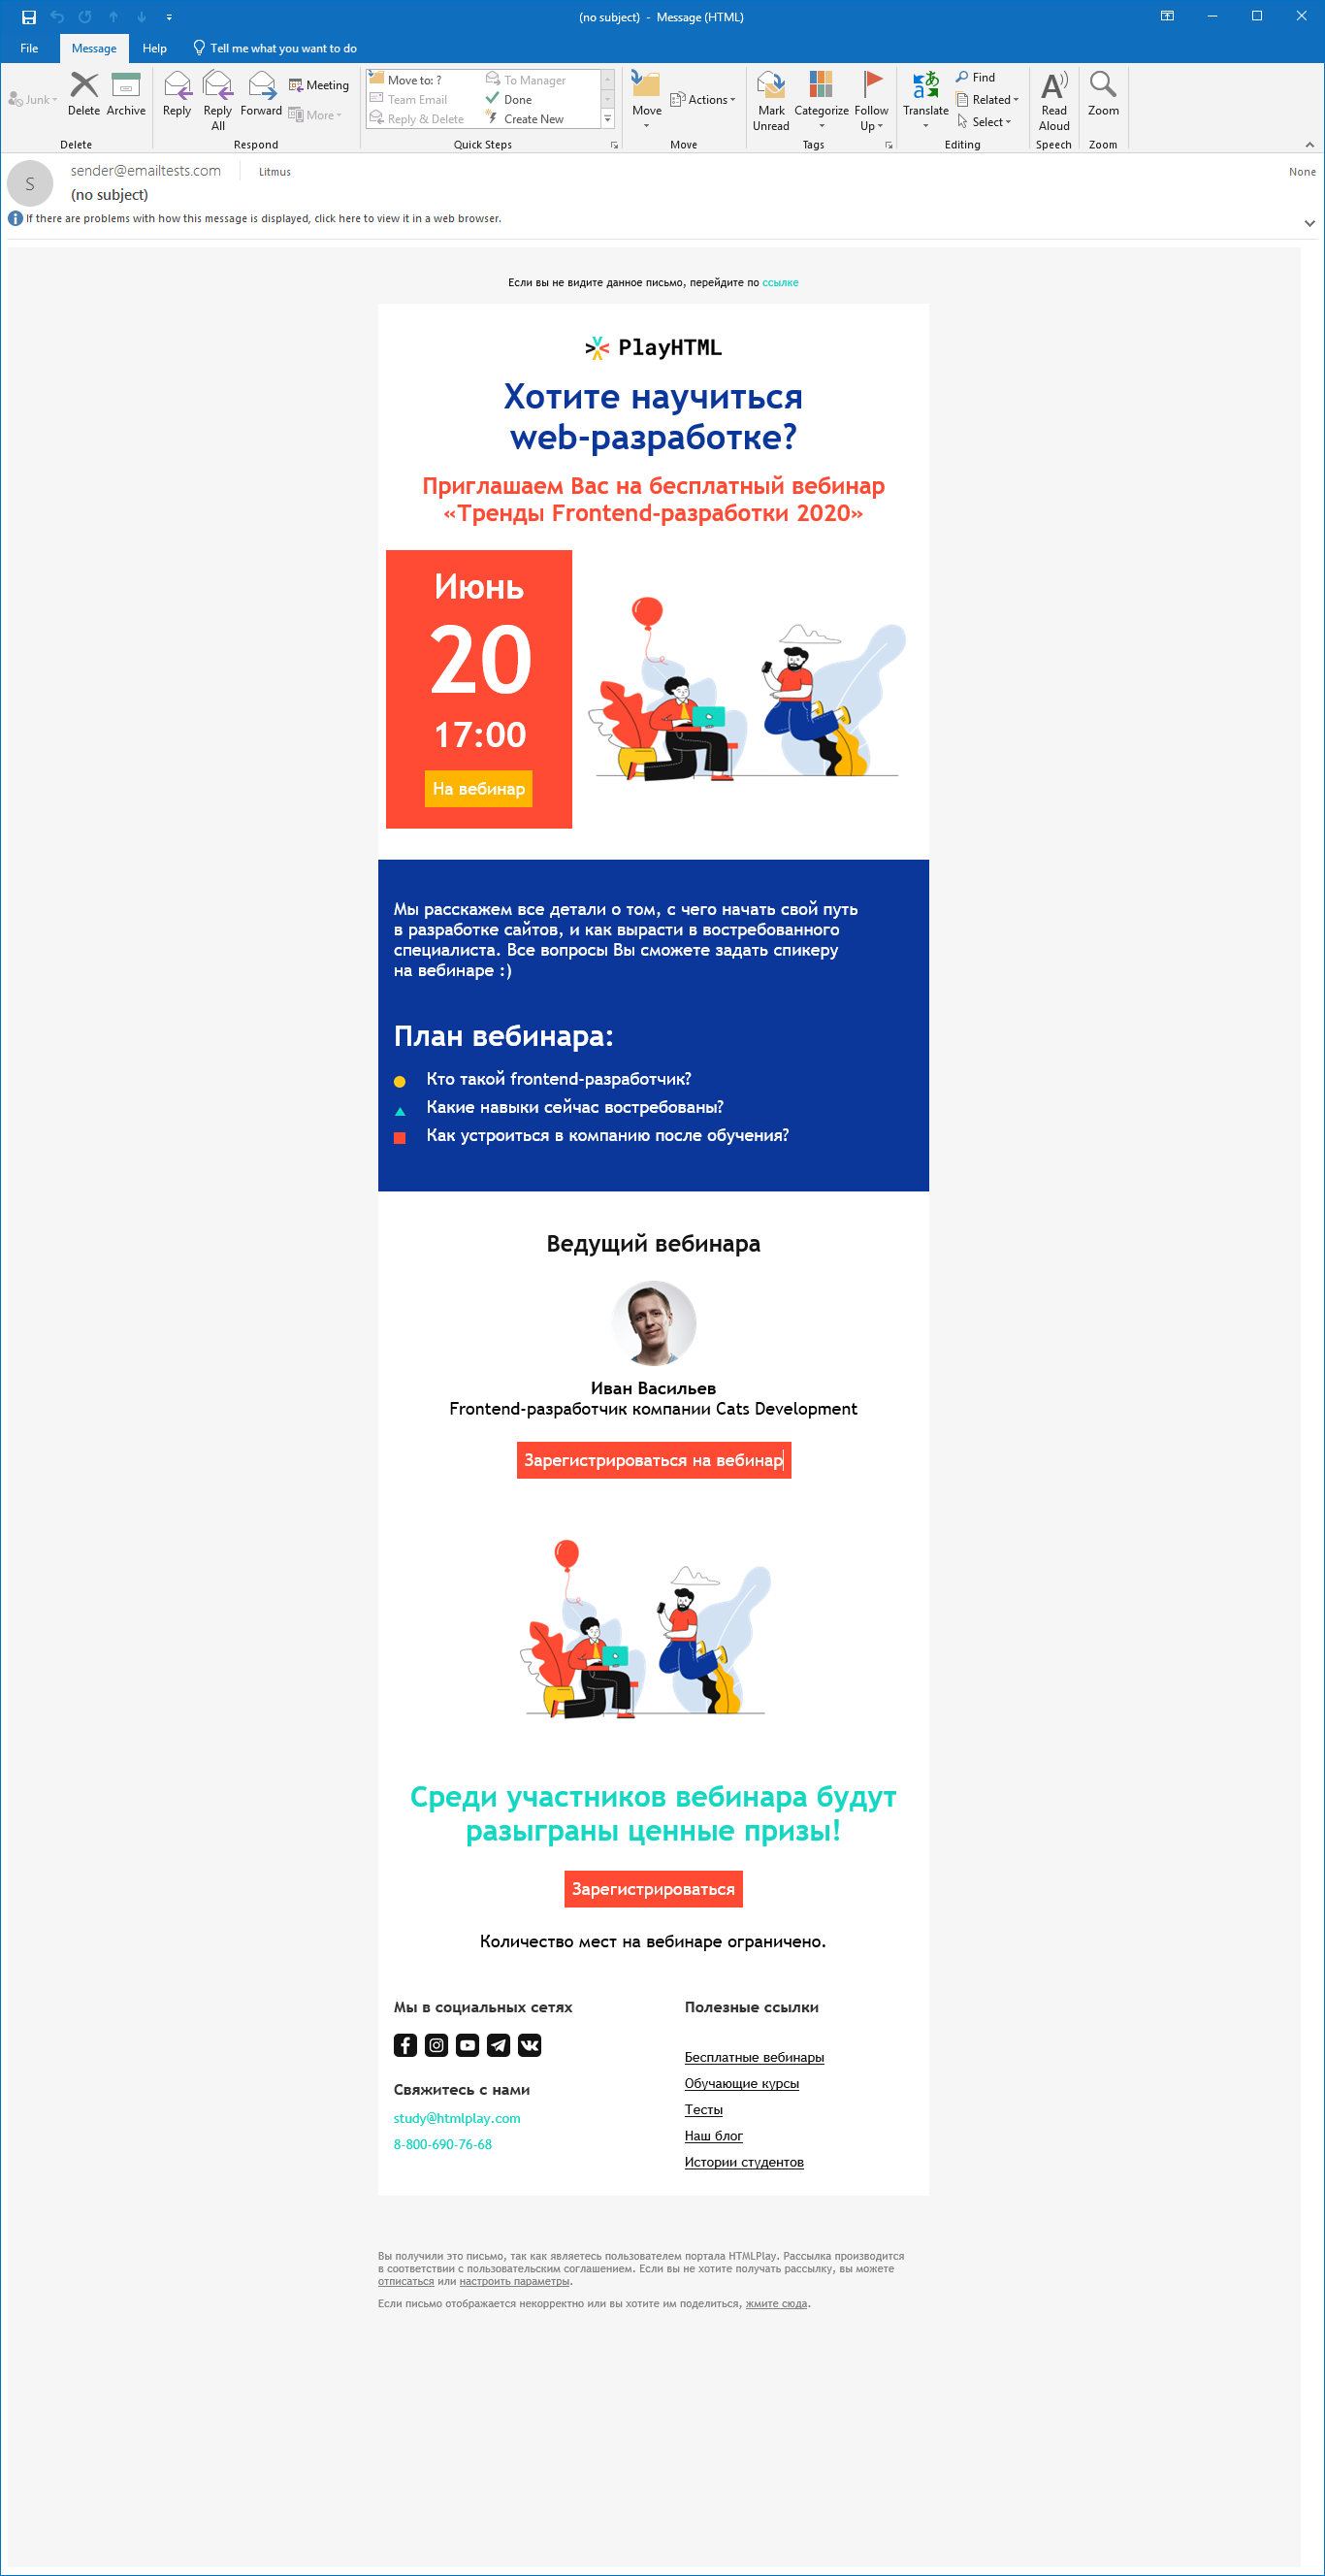 (no subject) - Message (HTML)
File Message Help Tell me what you want to do
Junk
Delete
Archive
Reply
Reply All
Forward
Meeting
More
Move to: ?
Team Email
Reply & Delete
To Manager
Done
Create New
Move
Actions
Mark Unread
Categorize
Follow Up
Translate
Find
Related
Select
Read Aloud
Zoom
Delete Respond Quick Steps Move Tags Editing Speech Zoom
S
sender@emailtests.com Litmus None
(no subject)
If there are problems with how this message is displayed, click here to view it in a web browser.
Если вы не видите данное письмо, перейдите по ссылке
PlayHTML
Хотите научиться
web-разработке?
Приглашаем Вас на бесплатный вебинар
«Тренды Frontend-разработки 2020»
Июнь
20
17:00
На вебинар
Мы расскажем все детали о том, с чего начать свой путь
в разработке сайтов, и как вырасти в востребованного
специалиста. Все вопросы Вы сможете задать спикеру
на вебинаре :)
План вебинара:
Кто такой frontend-разработчик?
Какие навыки сейчас востребованы?
Как устроиться в компанию после обучения?
Ведущий вебинара
Иван Васильев
Frontend-разработчик компании Cats Development
Зарегистрироваться на вебинар
Среди участников вебинара будут
разыграны ценные призы!
Зарегистрироваться
Количество мест на вебинаре ограничено.
Мы в социальных сетях
Свяжитесь с нами
study@htmlplay.com
8-800-690-76-68
Полезные ссылки
Бесплатные вебинары
Обучающие курсы
Тесты
Наш блог
Истории студентов
Вы получили это письмо, так как являетесь пользователем портала HTMLPlay. Рассылка производится
в соответствии с пользовательским соглашением. Если вы не хотите получать рассылку, вы можете
отписаться или настроить параметры.
Если письмо отображается некорректно или вы хотите им поделиться, жмите сюда.